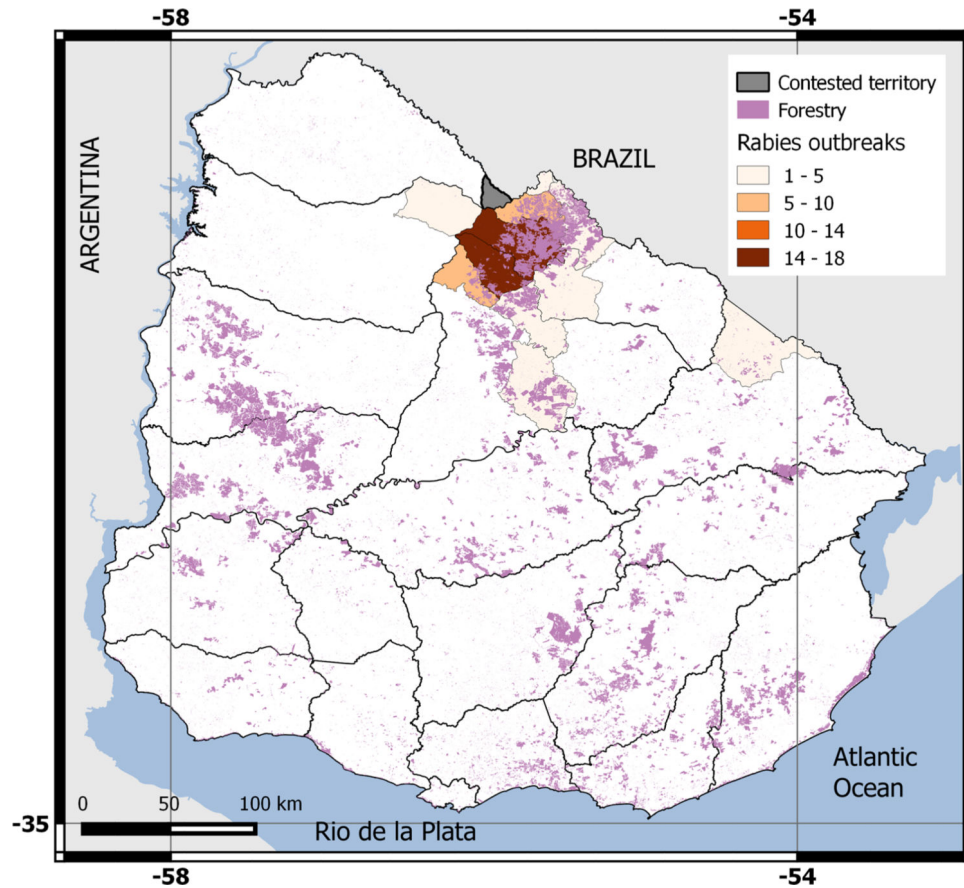 -58
-54
Contested territory
Forestry
Rabies outbreaks
1 - 5
5 - 10
10 - 14
14 - 18
BRAZIL
ARGENTINA
Atlantic
Ocean
0
50
100 km
Rio de la Plata
-35
-58
-54